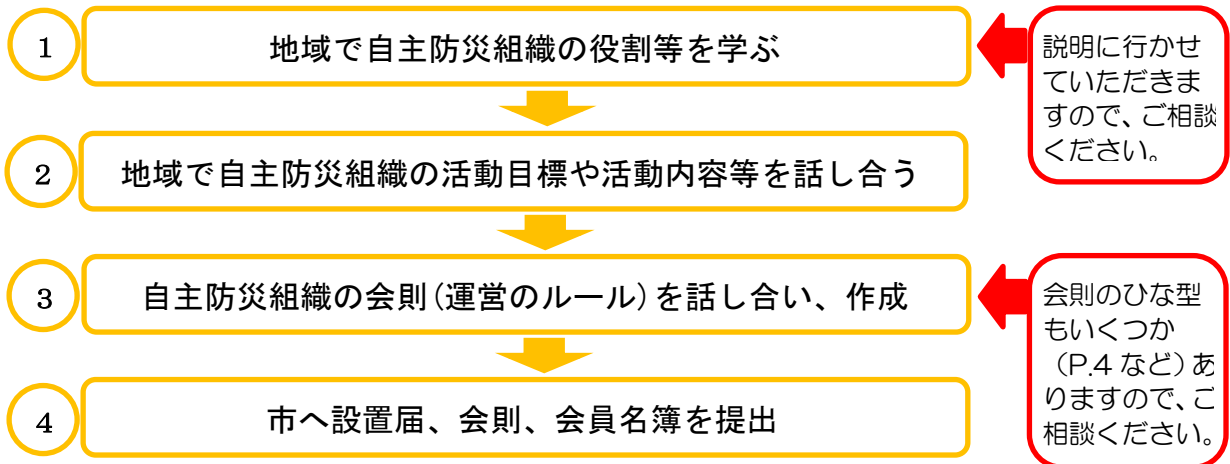 1
地域で自主防災組織の役割等を学ぶ
説明に行かせ
ていただきま
すので、ご相談
ください。
2
地域で自主防災組織の活動目標や活動内容等を話し合う
3
自主防災組織の会則(運営のルール)を話し合い、作成
会則のひな型
もいくつか
(P.4 など)あ
りますので、ご
相談ください。
4
市へ設置届、会則、会員名簿を提出